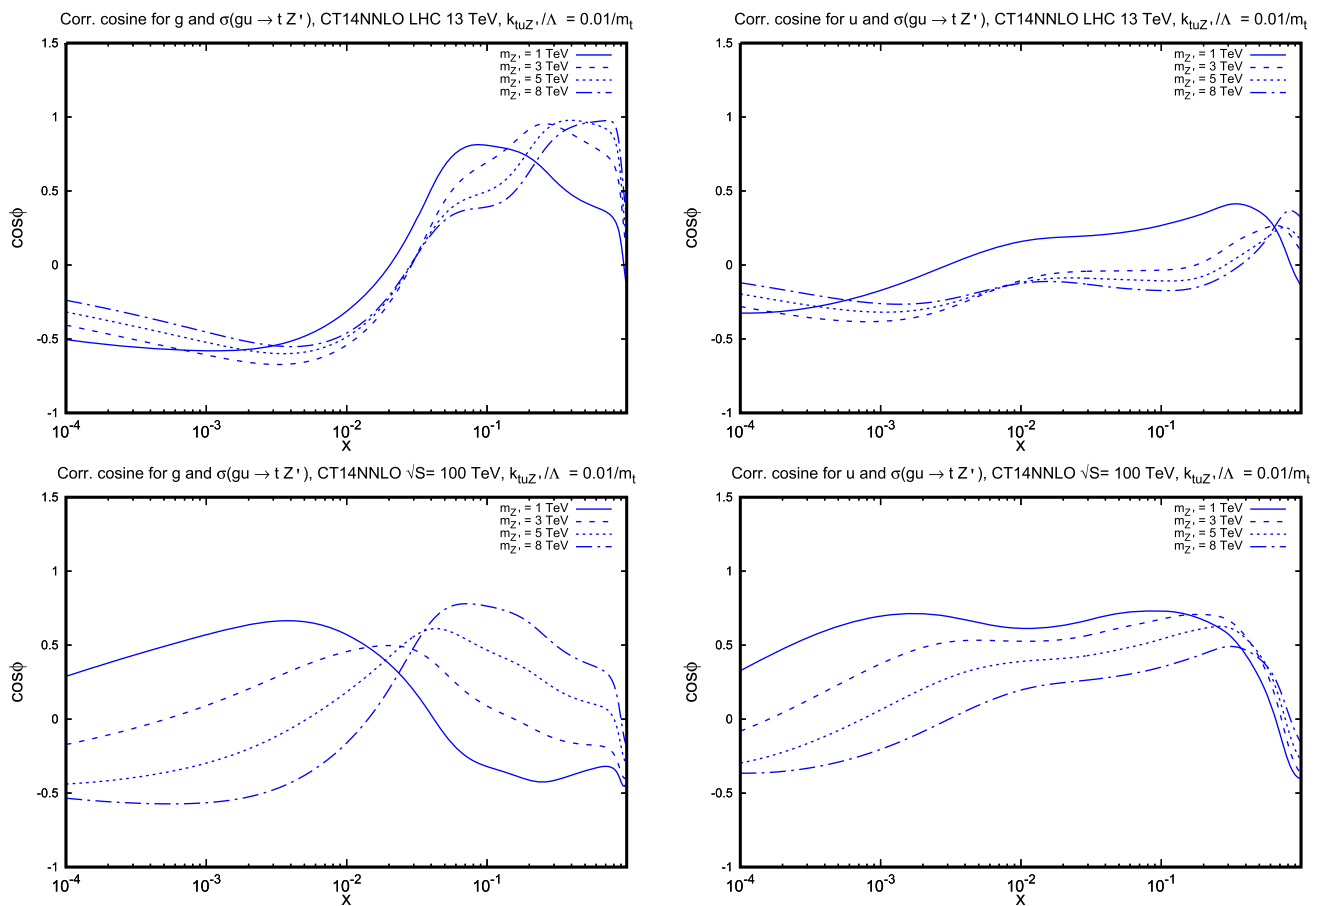 Corr. cosine for g and σ(gu → t Z'), CT14NNLO LHC 13 TeV, k_tuZ'/Λ = 0.01/m_t
1.5
1
0.5
0
-0.5
-1
cosϕ
m_Z' = 1 TeV
m_Z' = 3 TeV
m_Z' = 5 TeV
m_Z' = 8 TeV
10^-4 10^-3 10^-2 10^-1
x
Corr. cosine for u and σ(gu → t Z'), CT14NNLO LHC 13 TeV, k_tuZ'/Λ = 0.01/m_t
1.5
1
0.5
0
-0.5
-1
cosϕ
m_Z' = 1 TeV
m_Z' = 3 TeV
m_Z' = 5 TeV
m_Z' = 8 TeV
10^-4 10^-3 10^-2 10^-1
x
Corr. cosine for g and σ(gu → t Z'), CT14NNLO √S= 100 TeV, k_tuZ'/Λ = 0.01/m_t
1.5
1
0.5
0
-0.5
-1
cosϕ
m_Z' = 1 TeV
m_Z' = 3 TeV
m_Z' = 5 TeV
m_Z' = 8 TeV
10^-4 10^-3 10^-2 10^-1
x
Corr. cosine for u and σ(gu → t Z'), CT14NNLO √S= 100 TeV, k_tuZ'/Λ = 0.01/m_t
1.5
1
0.5
0
-0.5
-1
cosϕ
m_Z' = 1 TeV
m_Z' = 3 TeV
m_Z' = 5 TeV
m_Z' = 8 TeV
10^-4 10^-3 10^-2 10^-1
x